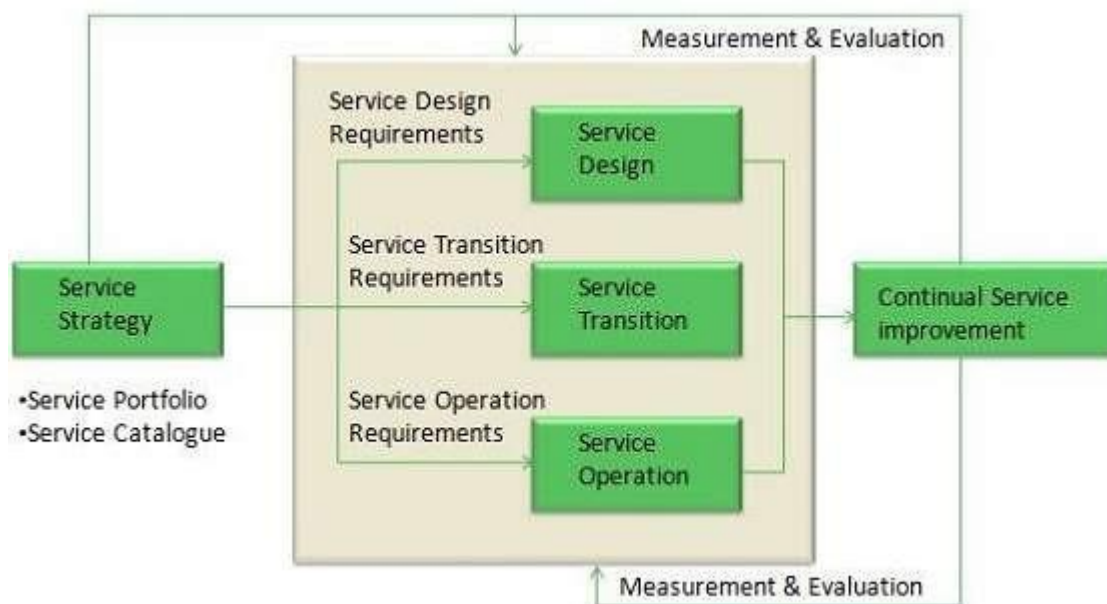 Measurement & Evaluation
Service Design
Requirements
Service
Design
Service Transition
Requirements
Service
Transition
Service
Strategy
Continual Service
improvement
•Service Portfolio
•Service Catalogue
Service Operation
Requirements
Service
Operation
Measurement & Evaluation